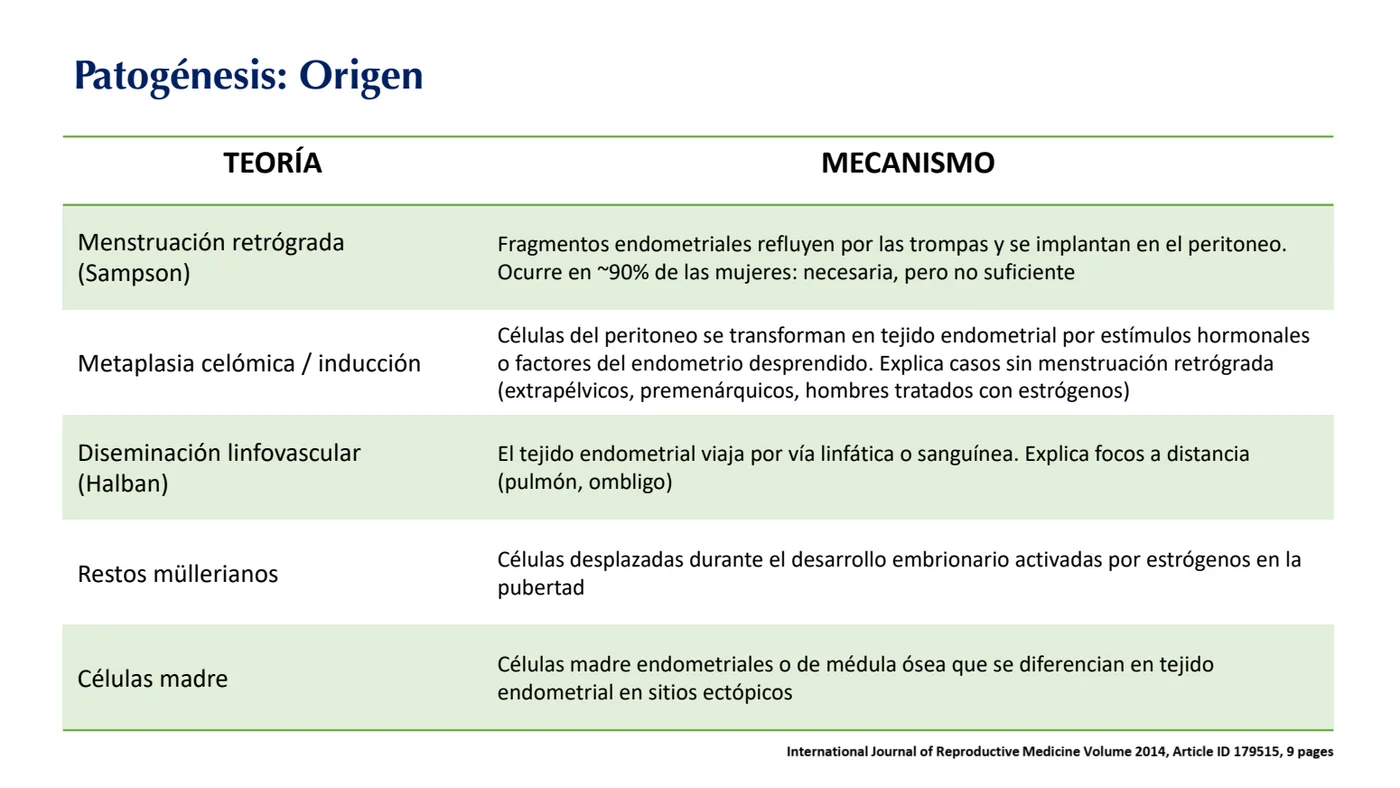 Patogénesis: Origen
TEORÍA
MECANISMO
Menstruación retrógrada
(Sampson)
Fragmentos endometriales refluyen por las trompas y se implantan en el peritoneo.
Ocurre en ~90% de las mujeres: necesaria, pero no suficiente
Metaplasia celómica / inducción
Células del peritoneo se transforman en tejido endometrial por estímulos hormonales
o factores del endometrio desprendido. Explica casos sin menstruación retrógrada
(extrapélvicos, premenárquicos, hombres tratados con estrógenos)
Diseminación linfovascular
(Halban)
El tejido endometrial viaja por vía linfática o sanguínea. Explica focos a distancia
(pulmón, ombligo)
Restos müllerianos
Células desplazadas durante el desarrollo embrionario activadas por estrógenos en la
pubertad
Células madre
Células madre endometriales o de médula ósea que se diferencian en tejido
endometrial en sitios ectópicos
International Journal of Reproductive Medicine Volume 2014, Article ID 179515, 9 pages